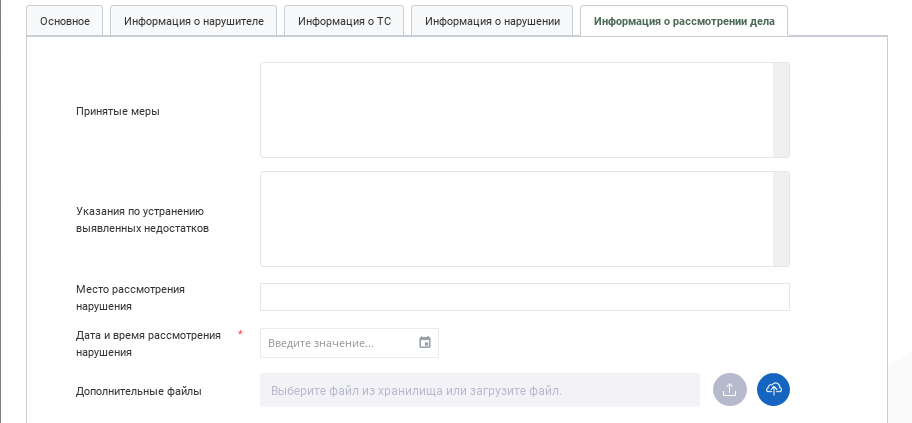 Основное Информация о нарушителе Информация о ТС Информация о нарушении Информация о рассмотрении дела
Принятые меры
Указания по устранению
выявленных недостатков
Место рассмотрения
нарушения
Дата и время рассмотрения *
нарушения
Введите значение...
Дополнительные файлы
Выберите файл из хранилища или загрузите файл.